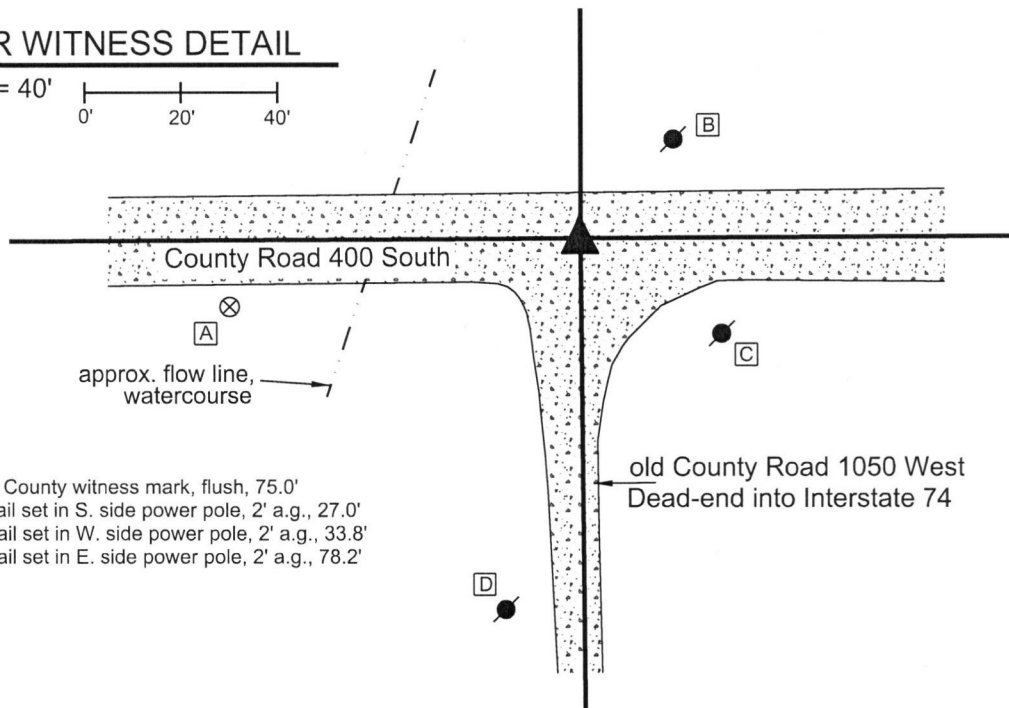 R WITNESS DETAIL
= 40'
0' 20' 40'
B
County Road 400 South
A
C
approx. flow line,
watercourse
old County Road 1050 West
Dead-end into Interstate 74
County witness mark, flush, 75.0'
ail set in S. side power pole, 2' a.g., 27.0'
ail set in W. side power pole, 2' a.g., 33.8'
ail set in E. side power pole, 2' a.g., 78.2'
D